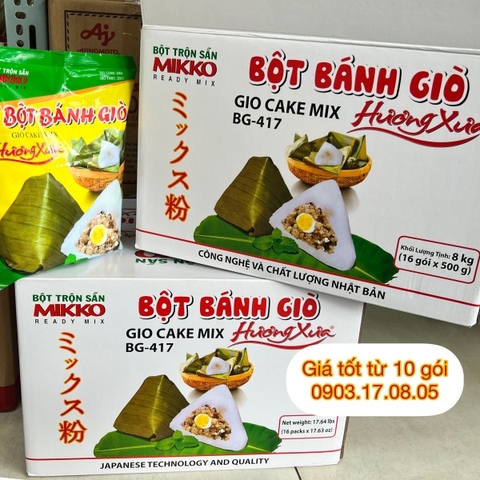 AJINOMOTO
BỘT TRỘN SẴN
MIKKO
READY MIX
BỘT BÁNH GIÒ
GIO CAKE MIX
Hương Xưa
BG-417
ミックス粉
Khối Lượng Tịnh: 8 kg
(16 gói x 500 g)
CÔNG NGHỆ VÀ CHẤT LƯỢNG NHẬT BẢN
BỘT TRỘN SẴN
MIKKO
READY MIX
BỘT BÁNH GIÒ
GIO CAKE MIX
Hương Xưa
BỘT TRỘN SẴN
MIKKO
READY MIX
BỘT BÁNH GIÒ
GIO CAKE MIX
Hương Xưa
BG-417
ミックス粉
Net weight: 17.64 lbs
(16 packs x 17.63 oz)
JAPANESE TECHNOLOGY AND QUALITY
Giá tốt từ 10 gói
0903.17.08.05